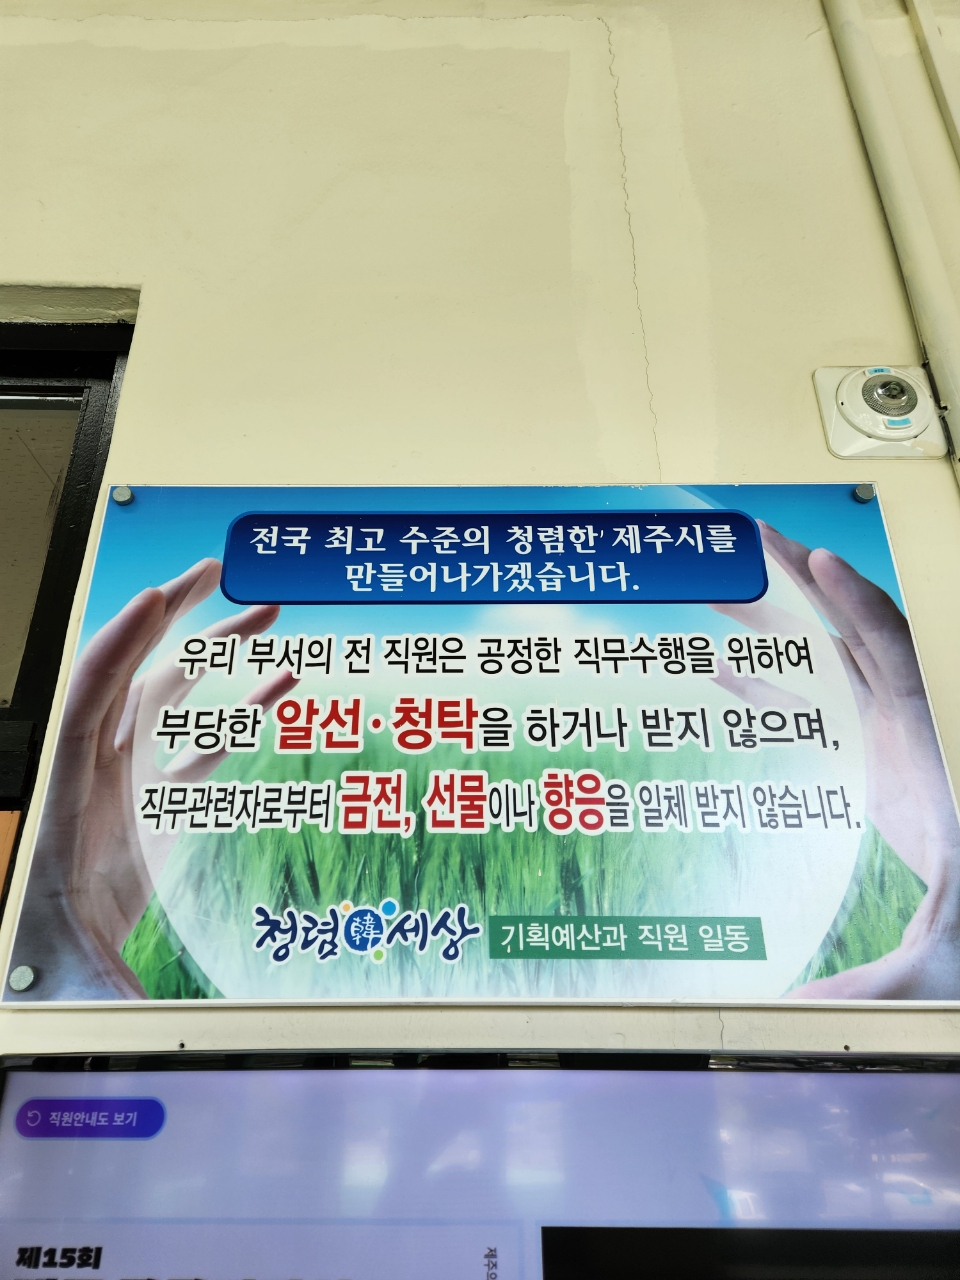 전국 최고 수준의 청렴한 제주시를
만들어나가겠습니다.
우리 부서의 전 직원은 공정한 직무수행을 위하여
부당한 알선·청탁을 하거나 받지 않으며,
직무관련자로부터 금전, 선물이나 향응을 일체 받지 않습니다.
청렴韓세상
기획예산과 직원 일동
직원안내도 보기
제15회